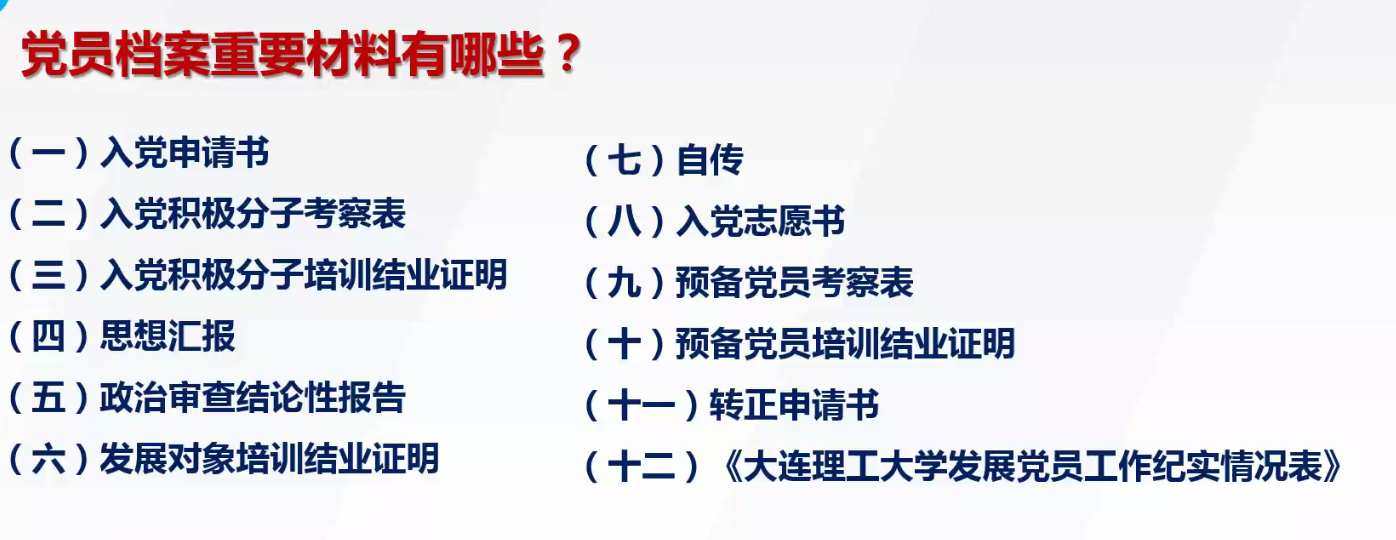 党员档案重要材料有哪些？
（一）入党申请书
（二）入党积极分子考察表
（三）入党积极分子培训结业证明
（四）思想汇报
（五）政治审查结论性报告
（六）发展对象培训结业证明
（七）自传
（八）入党志愿书
（九）预备党员考察表
（十）预备党员培训结业证明
（十一）转正申请书
（十二）《大连理工大学发展党员工作纪实情况表》